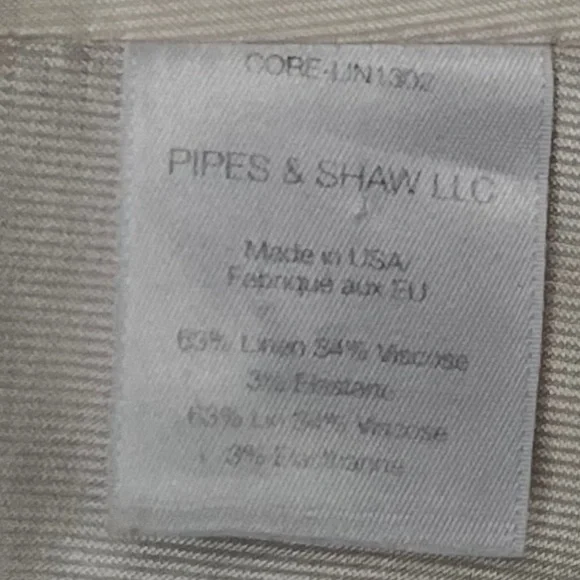 CORE-LIN1302
PIPES & SHAW LLC
Made in USA/
Fabriqué aux EU
63% Linen 34% Viscose
3% Elastane
63% Lin 34% Viscose
3% Elasthanne